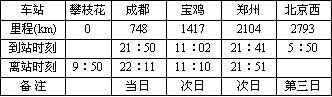 车站 攀枝花 成都 宝鸡 郑州 北京西
里程(km) 0 748 1417 2104 2793
到站时刻 21：50 11：02 21：41 5：50
离站时刻 9：50 22：11 11：10 21：51
备注 当日 次日 次日 第三日